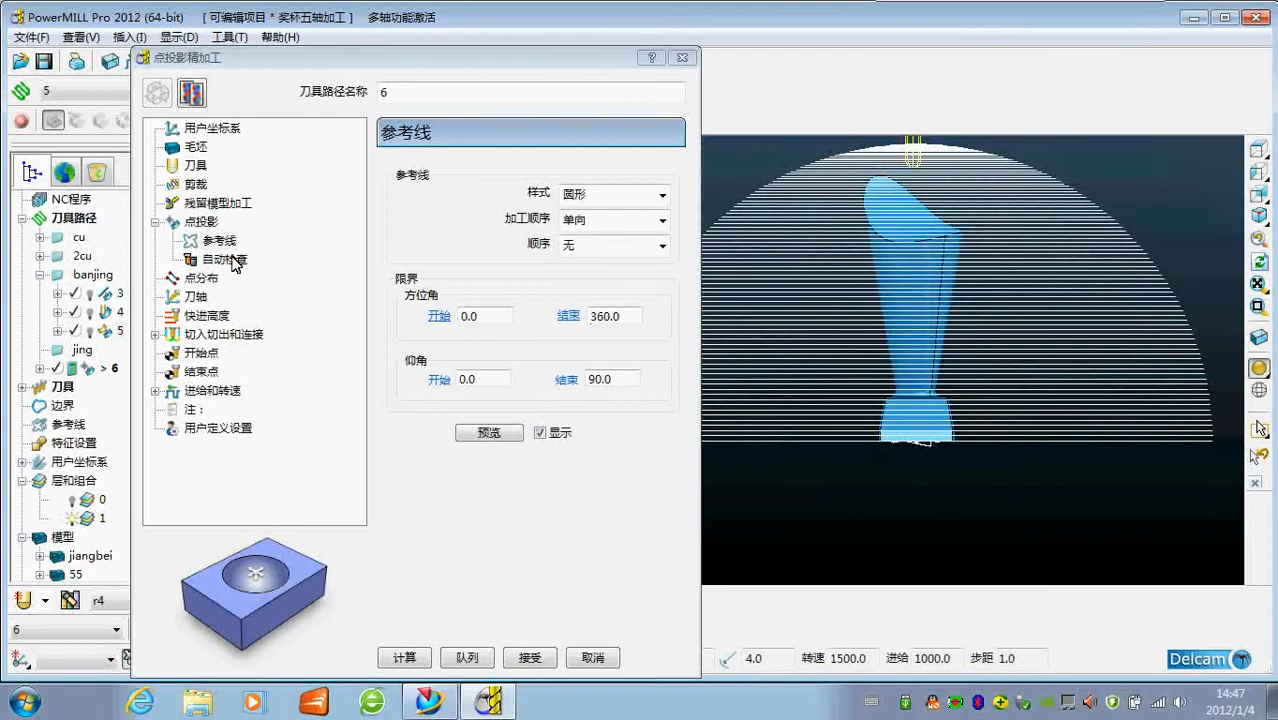 PowerMILL Pro 2012 (64-bit) [ 可编辑项目 * 奖杯五轴加工 ] 多轴功能激活
文件(F) 查看(V) 插入(I) 显示(D) 工具(T) 帮助(H)
点投影精加工
5
刀具路径名称 6
NC程序
刀具路径
cu
2cu
banjing
3
4
5
jing
> 6
刀具
边界
参考线
特征设置
用户坐标系
层和组合
0
1
模型
jiangbei
55
r4
6
用户坐标系
毛坯
刀具
剪裁
残留模型加工
点投影
参考线
点分布
刀轴
快进高度
切入切出和连接
开始点
结束点
进给和转速
注：
用户定义设置
参考线
参考线
样式 圆形
加工顺序 单向
顺序 无
限界
方位角
开始 0.0 结束 360.0
仰角
开始 0.0 结束 90.0
预览 显示
计算 队列 接受 取消
4.0 转速 1500.0 进给 1000.0 步距 1.0
Delcam
14:47
2012/1/4